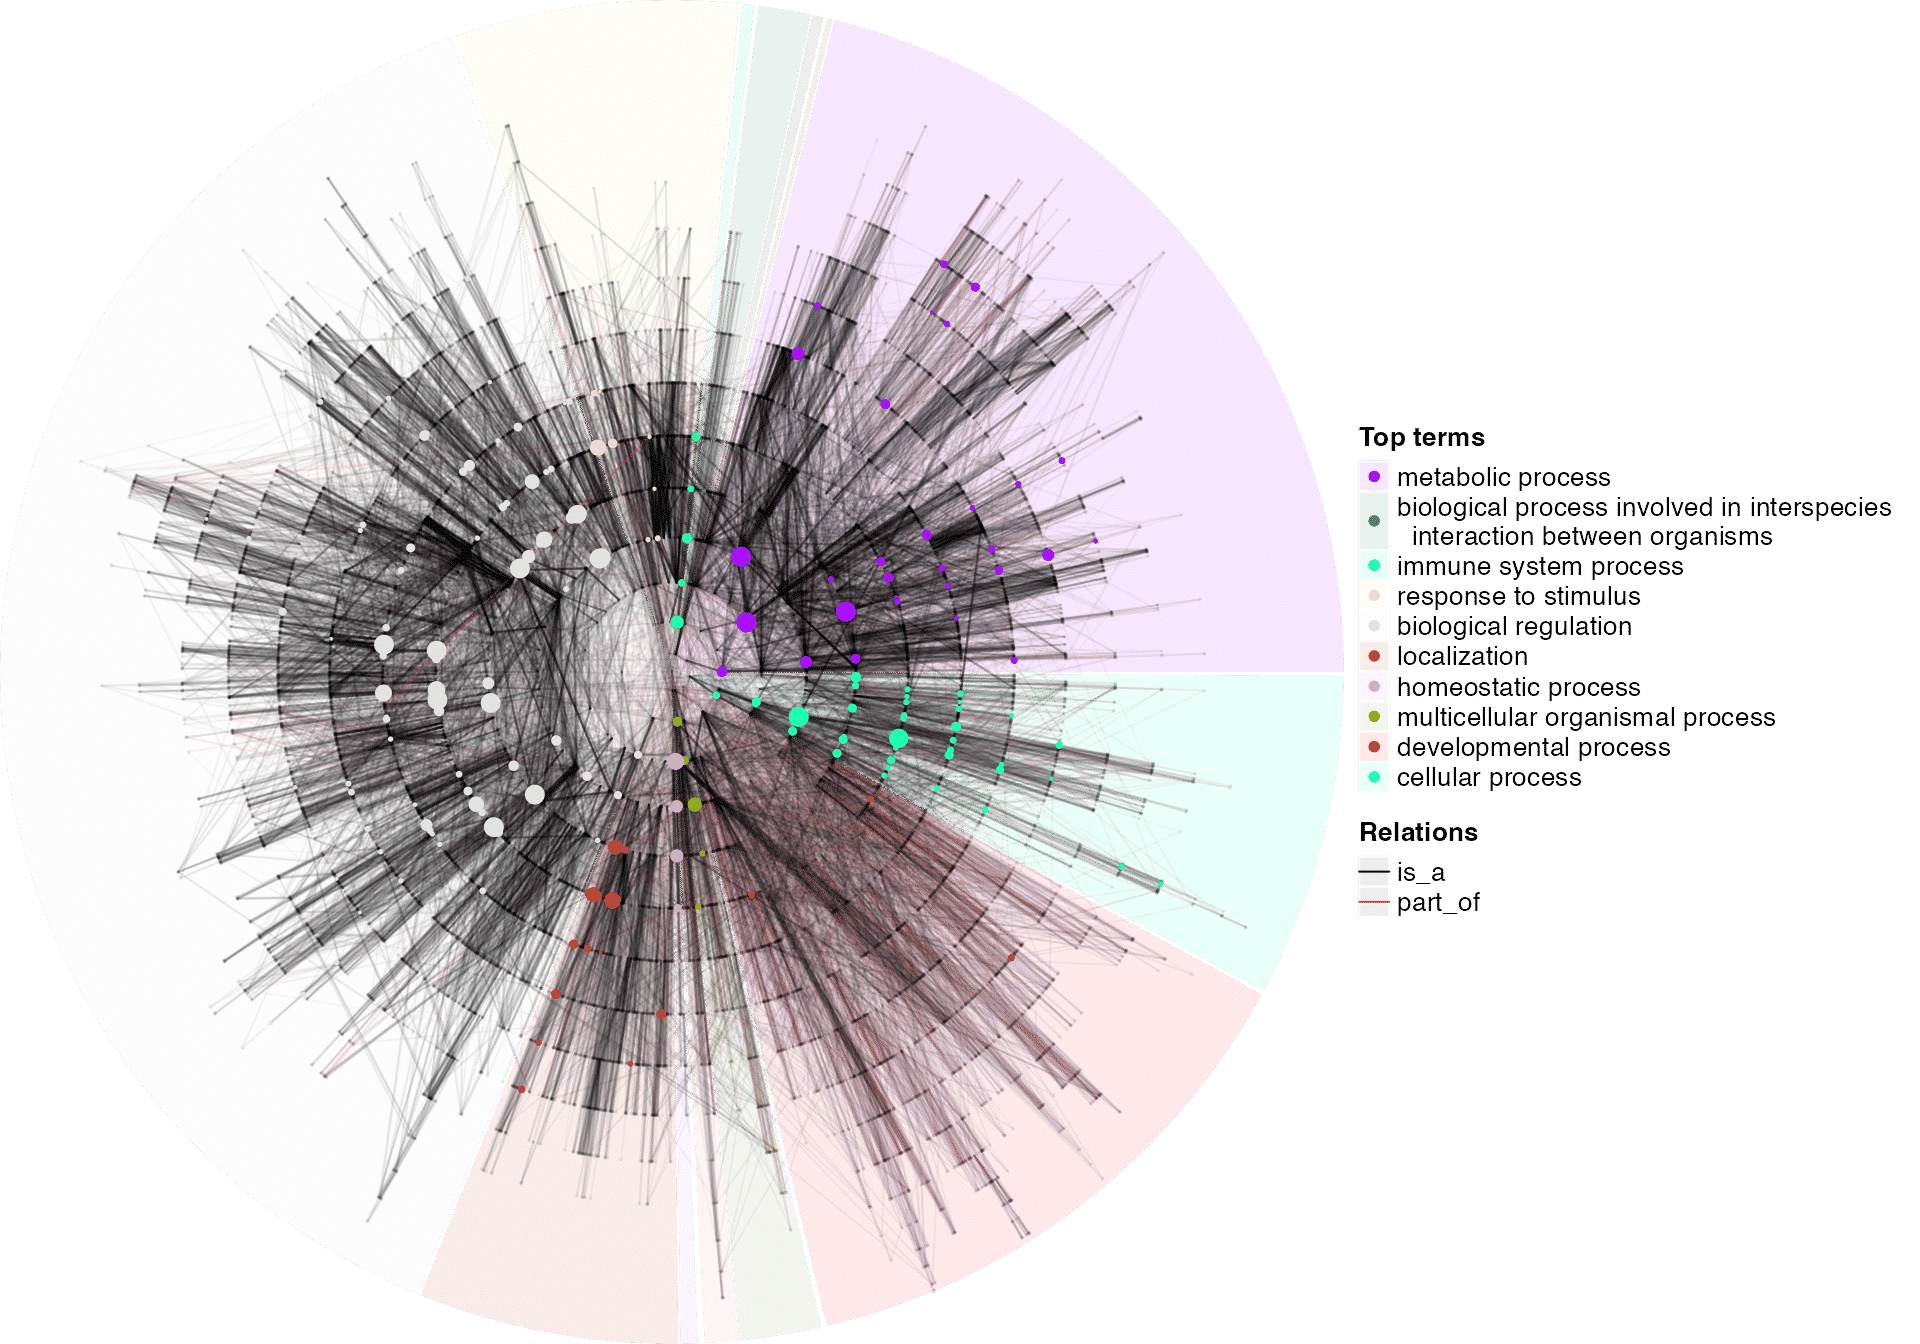 Top terms
metabolic process
biological process involved in interspecies
interaction between organisms
immune system process
response to stimulus
biological regulation
localization
homeostatic process
multicellular organismal process
developmental process
cellular process
Relations
is_a
part_of